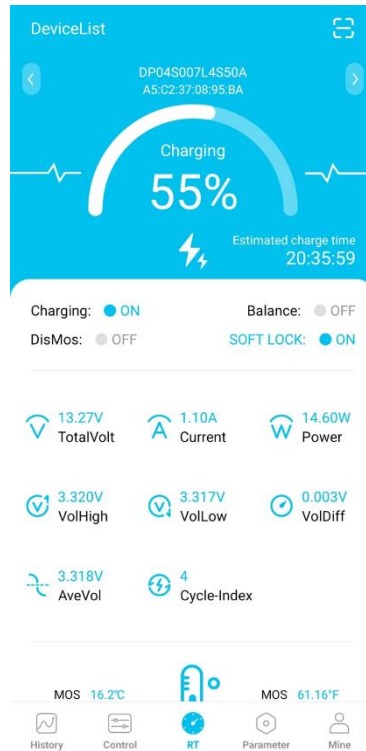 DeviceList
DP04S007L4S50A
A5:C2:37:08:95:BA
Charging
55%
Estimated charge time
20:35:59
Charging: ON Balance: OFF
DisMos: OFF SOFT LOCK: ON
13.27V 1.10A 14.60W
TotalVolt Current Power
3.320V 3.317V 0.003V
VolHigh VolLow VolDiff
3.318V 4
AveVol Cycle-Index
MOS 16.2℃ MOS 61.16°F
History Control RT Parameter Mine